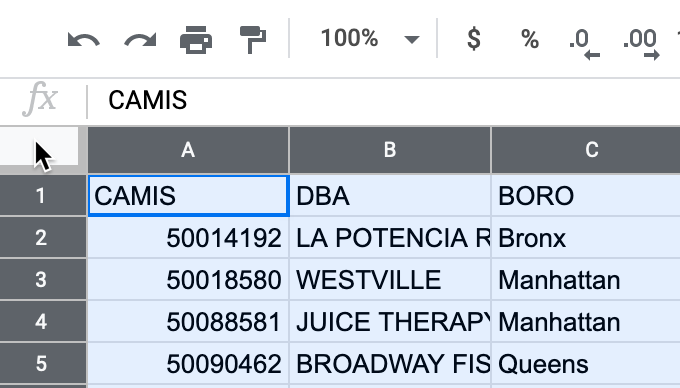 100% $ % .0 .00
fx CAMIS
A B C
1 CAMIS DBA BORO
2 50014192 LA POTENCIA R Bronx
3 50018580 WESTVILLE Manhattan
4 50088581 JUICE THERAPY Manhattan
5 50090462 BROADWAY FIS Queens